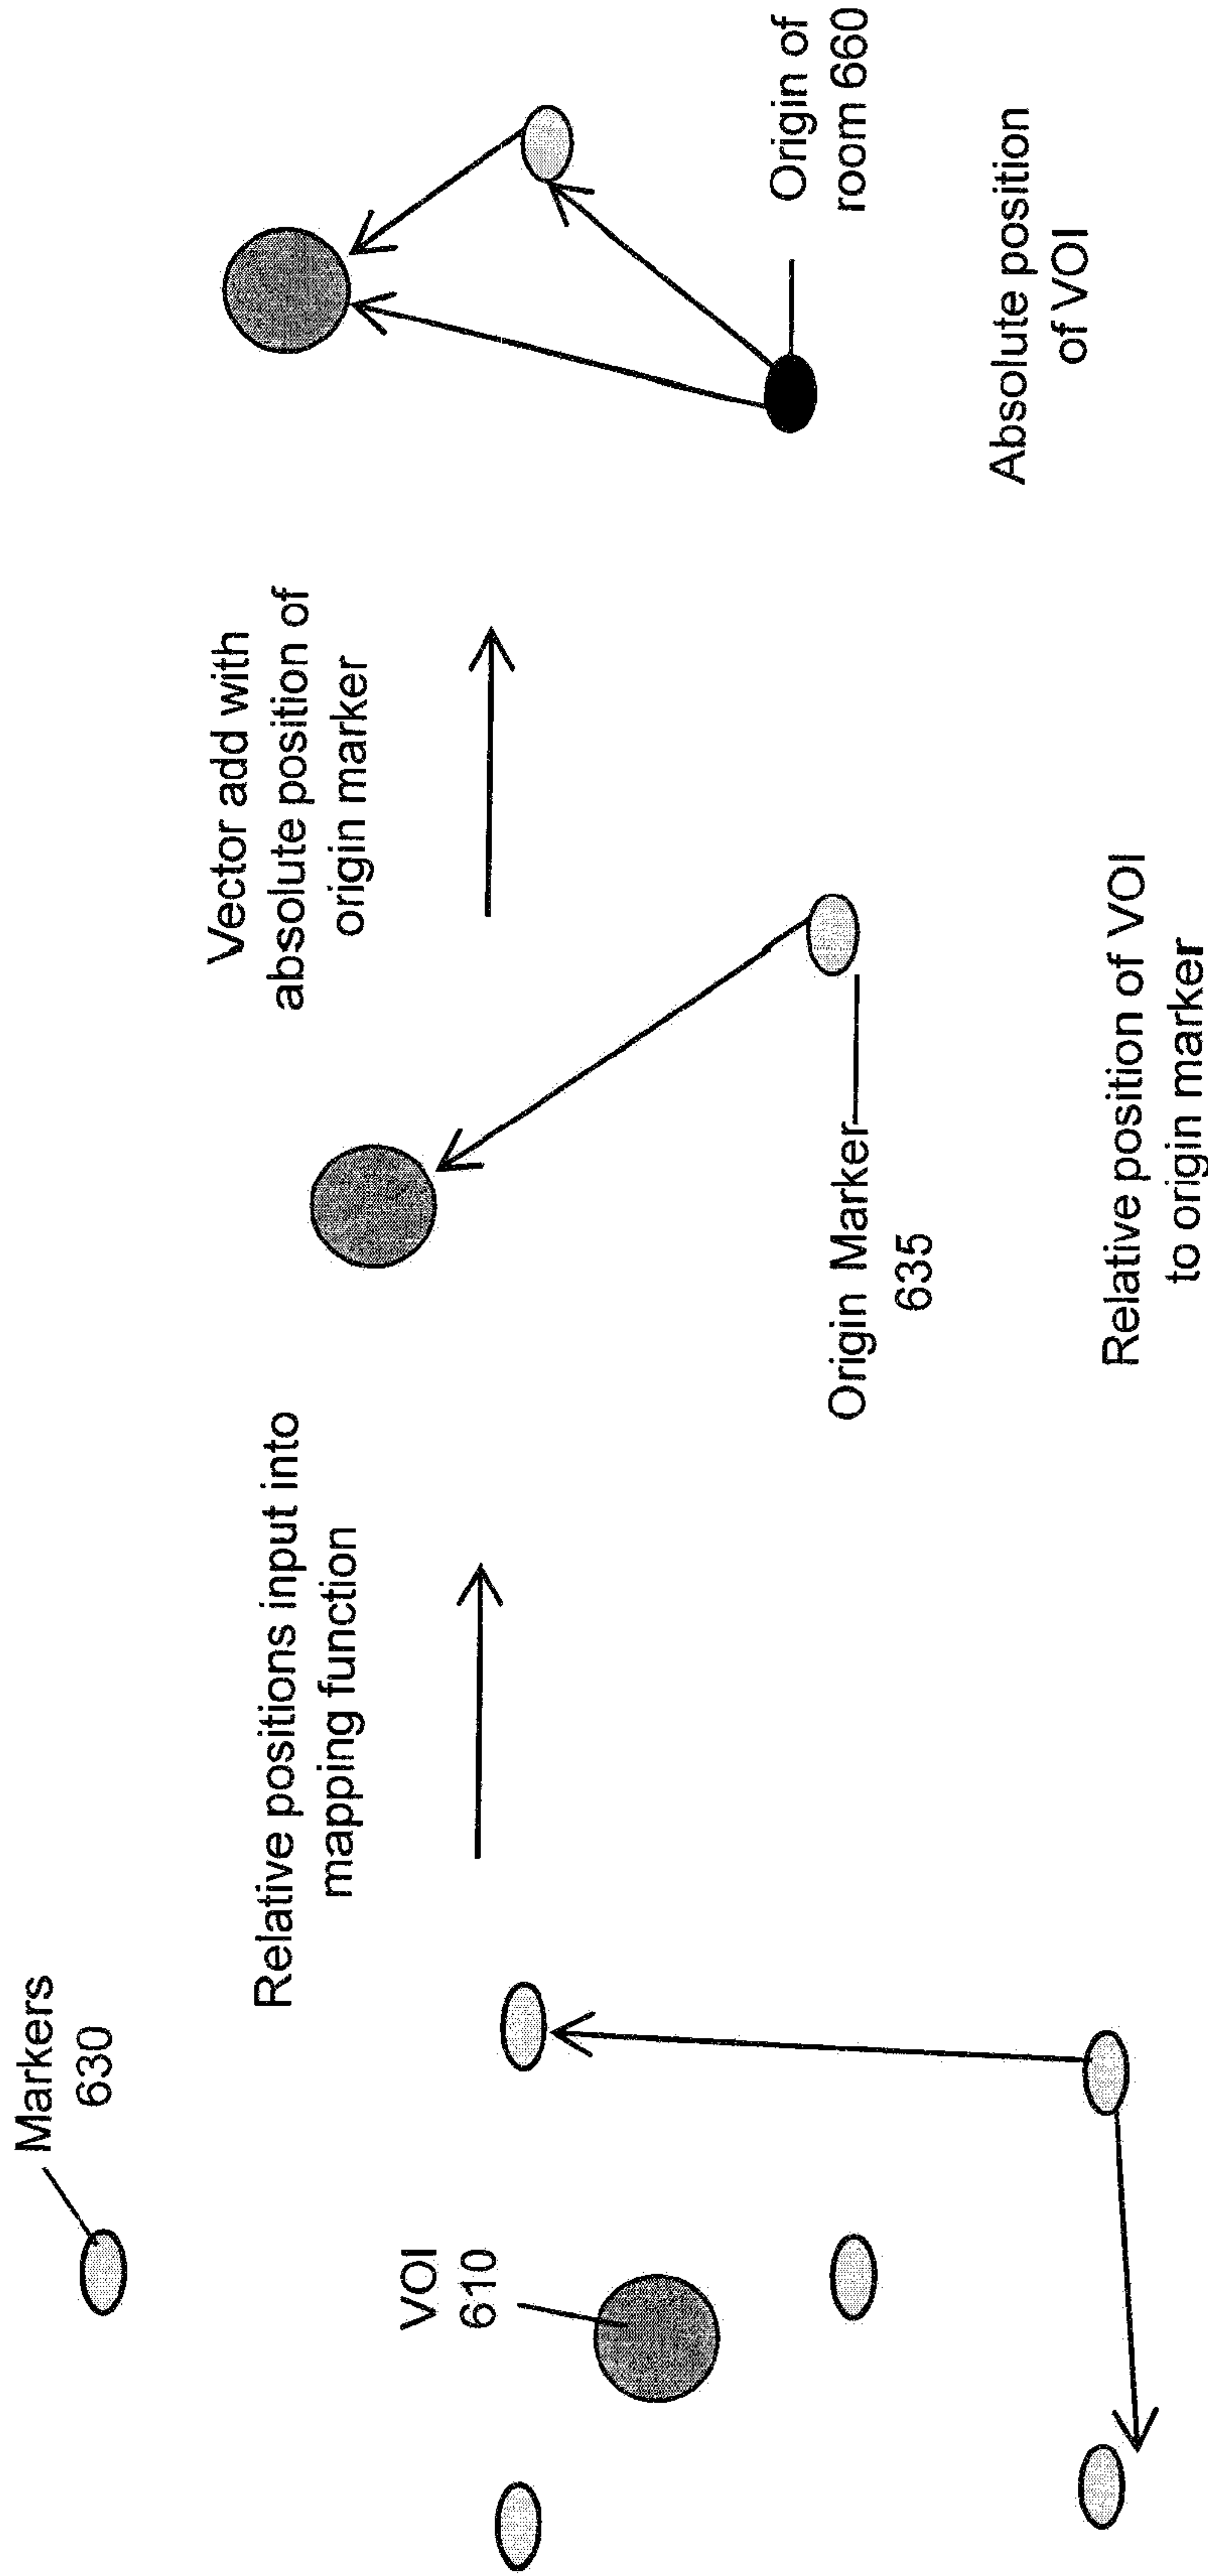 Markers
630
VOI
610
Relative positions input into
mapping function
Origin Marker
635
Relative position of VOI
to origin marker
Vector add with
absolute position of
origin marker
Origin of
room 660
Absolute position
of VOI